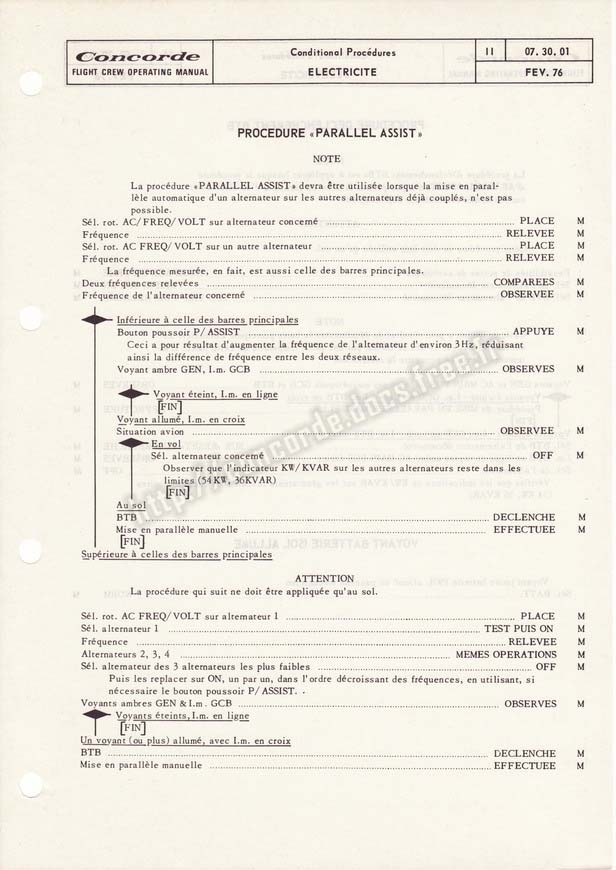 Concorde
FLIGHT CREW OPERATING MANUAL
Conditional Procédures
ELECTRICITE
11
07. 30. 01
FEV. 76
PROCEDURE «PARALLEL ASSIST»
NOTE
La procédure «PARALLEL ASSIST» devra être utilisée lorsque la mise en paral-
lèle automatique d'un alternateur sur les autres alternateurs déjà couplés, n'est pas
possible.
Sél. rot. AC/FREQ/VOLT sur alternateur concerné ........ PLACE M
Fréquence ........ RELEVEE M
Sél. rot. AC FREQ/VOLT sur un autre alternateur ........ PLACE M
Fréquence ........ RELEVEE M
La fréquence mesurée, en fait, est aussi celle des barres principales.
Deux fréquences relevées ........ COMPAREES M
Fréquence de l'alternateur concerné ........ OBSERVEE M
Inférieure à celle des barres principales
Bouton poussoir P/ASSIST ........ APPUYE M
Ceci a pour résultat d'augmenter la fréquence de l'alternateur d'environ 3Hz, réduisant
ainsi la différence de fréquence entre les deux réseaux.
Voyant ambre GEN, I.m. GCB ........ OBSERVES M
Voyant éteint, I.m. en ligne
[FIN]
Voyant allumé, I.m. en croix
Situation avion ........ OBSERVEE M
En vol
Sél. alternateur concerné ........ OFF M
Observer que l'indicateur KW/KVAR sur les autres alternateurs reste dans les
limites (54 KW, 36KVAR)
[FIN]
Au sol
BTB ........ DECLENCHE M
Mise en parallèle manuelle ........ EFFECTUEE M
[FIN]
Supérieure à celles des barres principales
ATTENTION
La procédure qui suit ne doit être appliquée qu'au sol.
Sél. rot. AC FREQ/VOLT sur alternateur 1 ........ PLACE M
Sél. alternateur 1 ........ TEST PUIS ON M
Fréquence ........ RELEVEE M
Alternateurs 2, 3, 4 ........ MEMES OPERATIONS M
Sél. alternateur des 3 alternateurs les plus faibles ........ OFF M
Puis les replacer sur ON, un par un, dans l'ordre décroissant des fréquences, en utilisant, si
nécessaire le bouton poussoir P/ASSIST.
Voyants ambres GEN & I.m. GCB ........ OBSERVES M
Voyants éteints, I.m. en ligne
[FIN]
Un voyant (ou plus) allumé, avec I.m. en croix
BTB ........ DECLENCHE M
Mise en parallèle manuelle ........ EFFECTUEE M
http://concorde.docs.free.fr